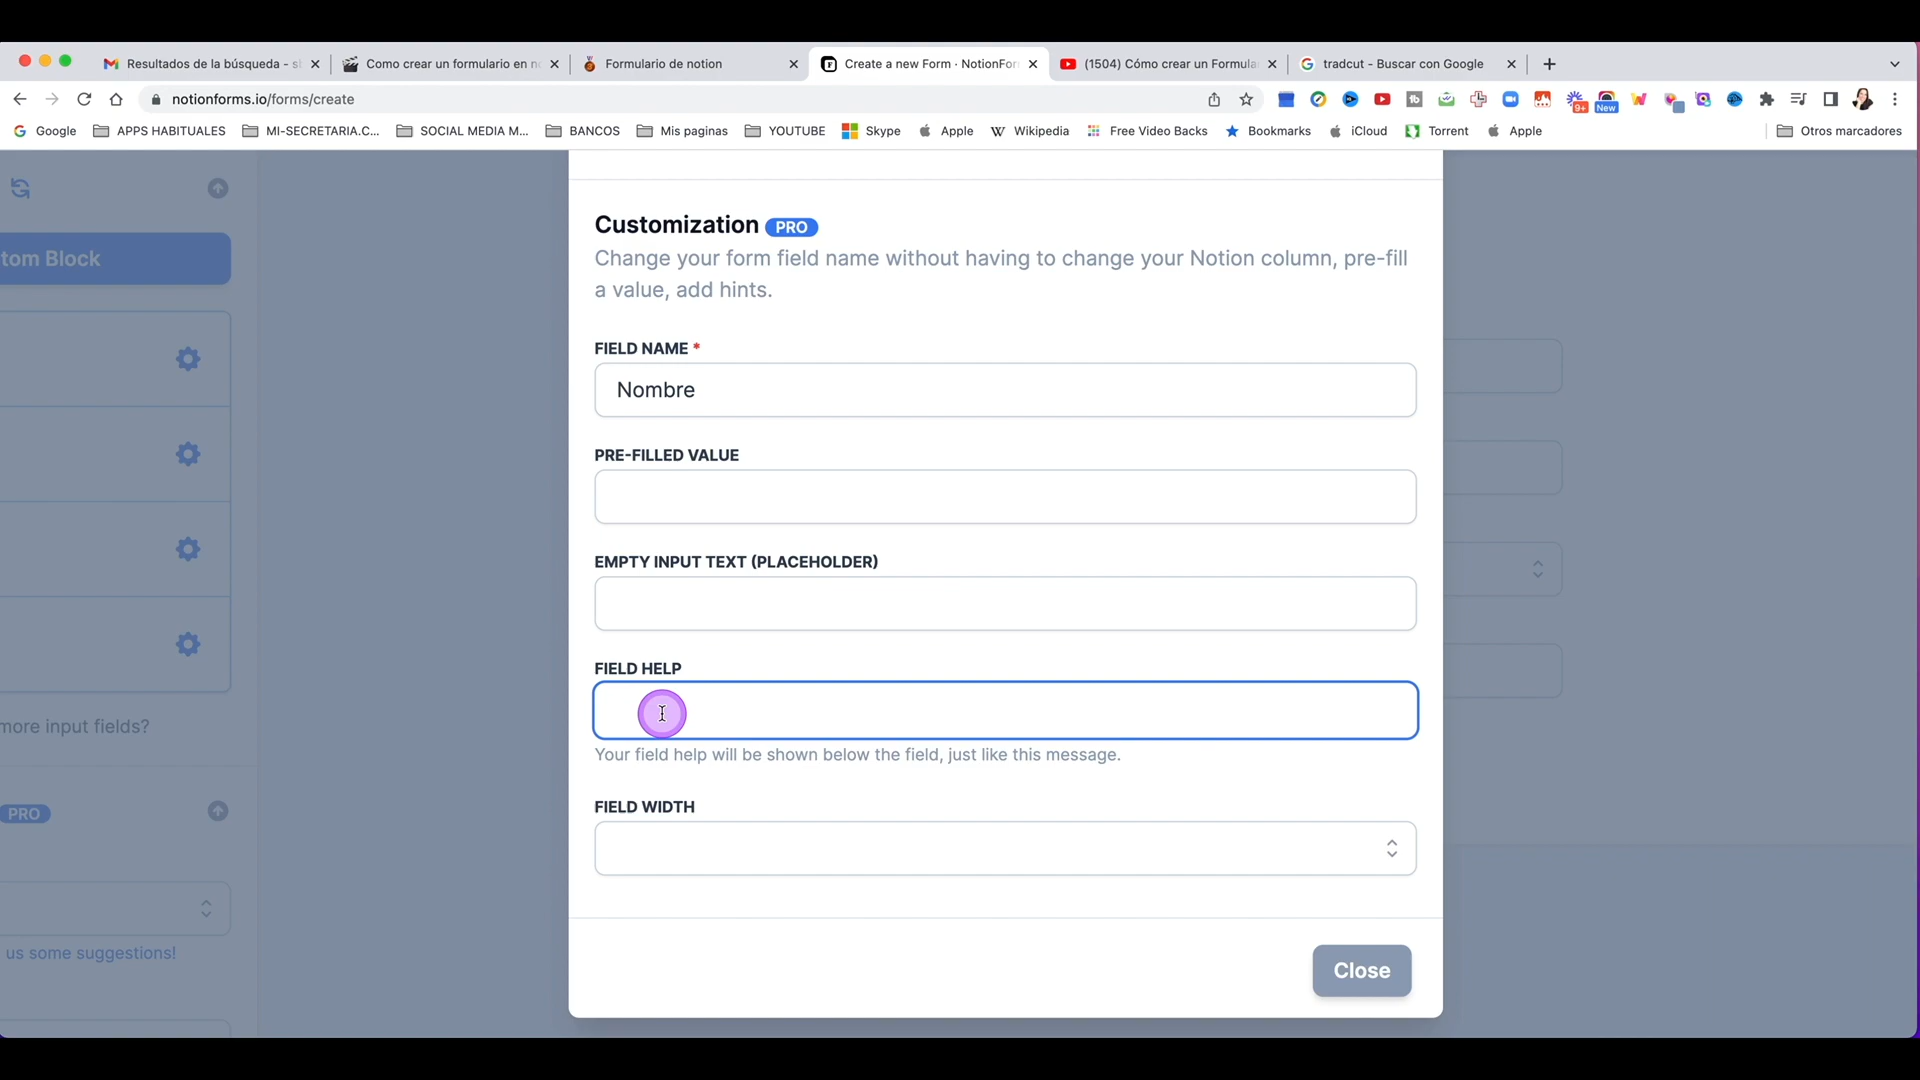 Resultados de la búsqueda - s
Como crear un formulario en n
Formulario de notion
Create a new Form · NotionFor
(1504) Cómo crear un Formula
tradcut - Buscar con Google
notionforms.io/forms/create
9+
New
Google
APPS HABITUALES
MI-SECRETARIA.C...
SOCIAL MEDIA M...
BANCOS
Mis paginas
YOUTUBE
Skype
Apple
Wikipedia
Free Video Backs
Bookmarks
iCloud
Torrent
Apple
Otros marcadores
tom Block
more input fields?
PRO
us some suggestions!
Customization PRO
Change your form field name without having to change your Notion column, pre-fill
a value, add hints.
FIELD NAME *
Nombre
PRE-FILLED VALUE
EMPTY INPUT TEXT (PLACEHOLDER)
FIELD HELP
Your field help will be shown below the field, just like this message.
FIELD WIDTH
Close